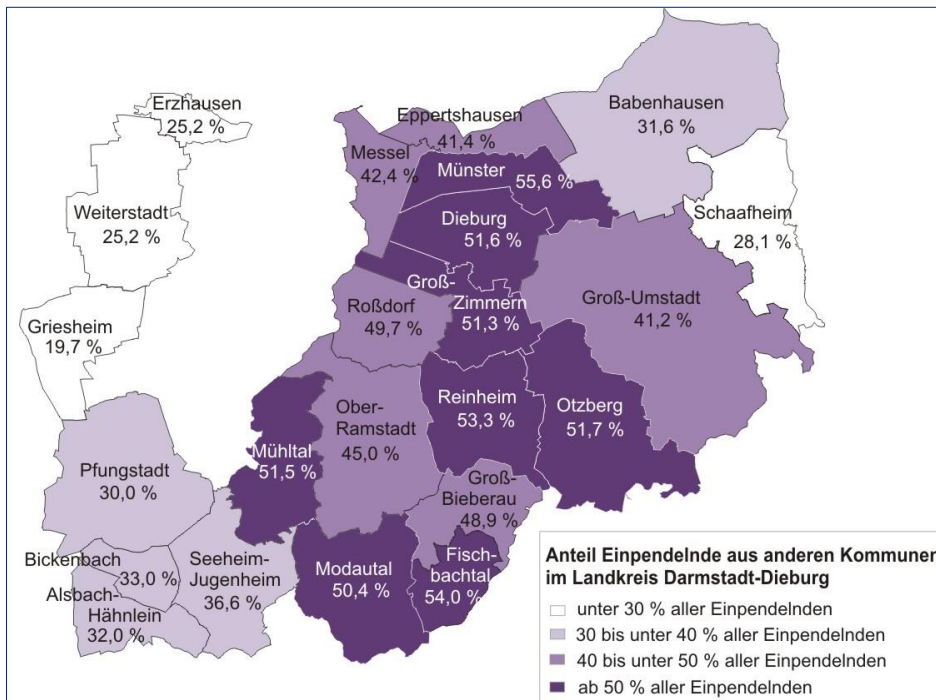 Erzhausen
25,2 %
Weiterstadt
25,2 %
Griesheim
19,7 %
Pfungstadt
30,0 %
Bickenbach
33,0 %
Alsbach-
Hähnlein
32,0 %
Seeheim-
Jugenheim
36,6 %
Eppertshausen
41,4 %
Messel
42,4 %
Münster
55,6 %
Dieburg
51,6 %
Groß-
Zimmern
51,3 %
Roßdorf
49,7 %
Babenhausen
31,6 %
Schaafheim
28,1 %
Groß-Umstadt
41,2 %
Ober-
Ramstadt
45,0 %
Mühltal
51,5 %
Reinheim
53,3 %
Otzberg
51,7 %
Groß-
Bieberau
48,9 %
Modautal
50,4 %
Fisch-
bachtal
54,0 %
Anteil Einpendelnde aus anderen Kommunen
im Landkreis Darmstadt-Dieburg
unter 30 % aller Einpendelnden
30 bis unter 40 % aller Einpendelnden
40 bis unter 50 % aller Einpendelnden
ab 50 % aller Einpendelnden